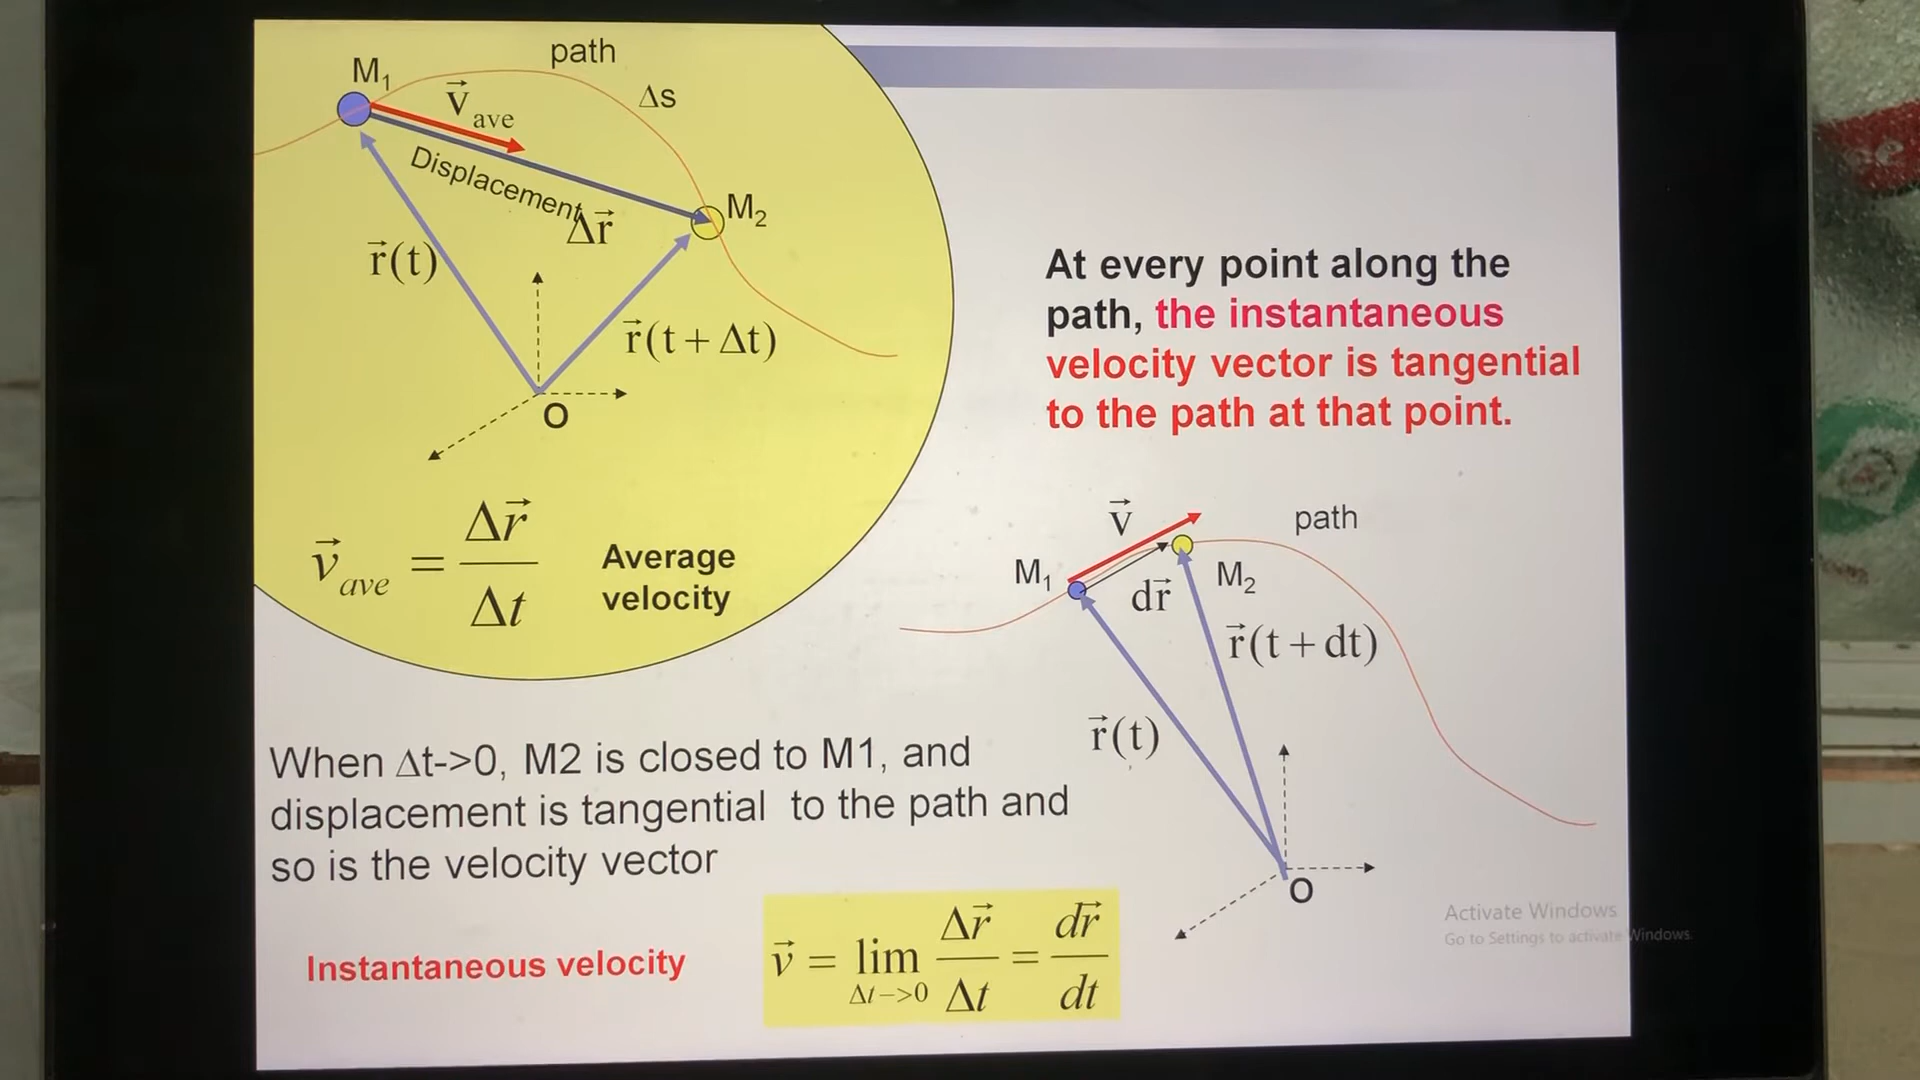 path
M₁
Δs
v⃗ ave
Displacement
Δr⃗
M₂
r⃗(t)
r⃗(t + Δt)
O
v⃗ave = Δr⃗ / Δt
Average
velocity
At every point along the
path, the instantaneous
velocity vector is tangential
to the path at that point.
v⃗
path
M₁
dr⃗
M₂
r⃗(t + dt)
r⃗(t)
O
When Δt->0, M2 is closed to M1, and
displacement is tangential to the path and
so is the velocity vector
Instantaneous velocity
v⃗ = lim Δt->0 Δr⃗ / Δt = dr⃗ / dt
Activate Windows
Go to Settings to activate Windows.